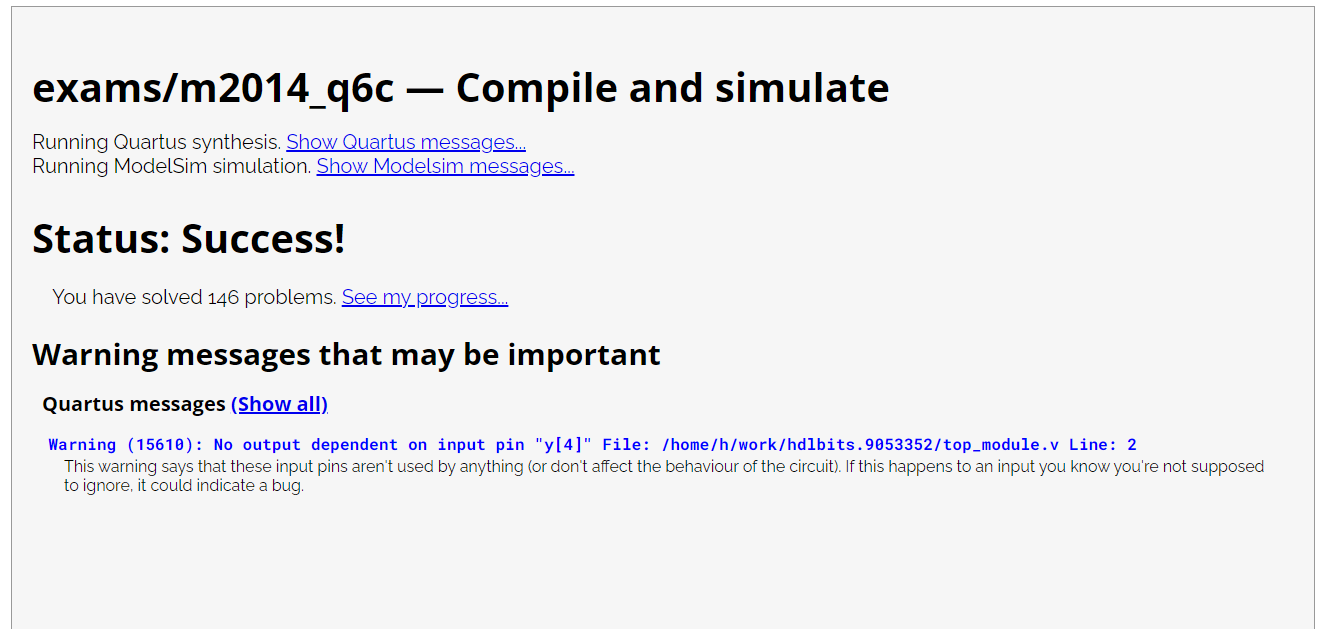 exams/m2014_q6c — Compile and simulate
Running Quartus synthesis. Show Quartus messages...
Running ModelSim simulation. Show Modelsim messages...
Status: Success!
You have solved 146 problems. See my progress...
Warning messages that may be important
Quartus messages (Show all)
Warning (15610): No output dependent on input pin "y[4]" File: /home/h/work/hdlbits.9053352/top_module.v Line: 2
This warning says that these input pins aren't used by anything (or don't affect the behaviour of the circuit). If this happens to an input you know you're not supposed
to ignore, it could indicate a bug.